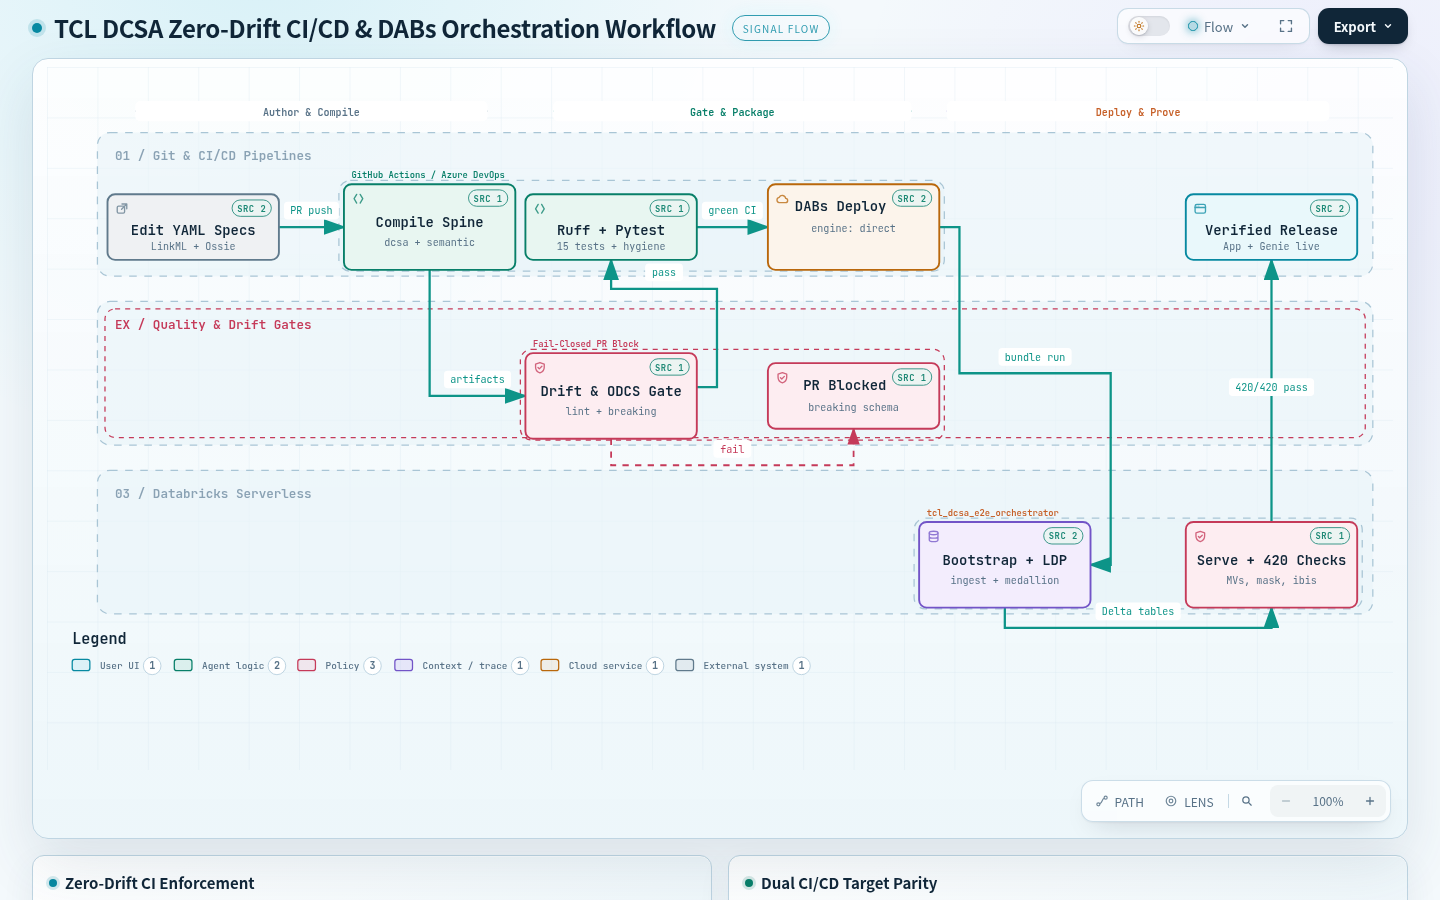 TCL DCSA Zero-Drift CI/CD & DABs Orchestration Workflow
SIGNAL FLOW
Flow
Export
Author & Compile
Gate & Package
Deploy & Prove
01 / Git & CI/CD Pipelines
GitHub Actions / Azure DevOps
SRC 2
Edit YAML Specs
LinkML + Ossie
PR push
SRC 1
Compile Spine
dcsa + semantic
SRC 1
Ruff + Pytest
15 tests + hygiene
green CI
SRC 2
DABs Deploy
engine: direct
SRC 2
Verified Release
App + Genie live
pass
EX / Quality & Drift Gates
Fail-Closed PR Block
artifacts
SRC 1
Drift & ODCS Gate
lint + breaking
SRC 1
PR Blocked
breaking schema
bundle run
420/420 pass
fail
03 / Databricks Serverless
tcl_dcsa_e2e_orchestrator
SRC 2
Bootstrap + LDP
ingest + medallion
SRC 1
Serve + 420 Checks
MVs, mask, ibis
Delta tables
Legend
User UI 1
Agent logic 2
Policy 3
Context / trace 1
Cloud service 1
External system 1
PATH
LENS
− 100% +
Zero-Drift CI Enforcement
Dual CI/CD Target Parity